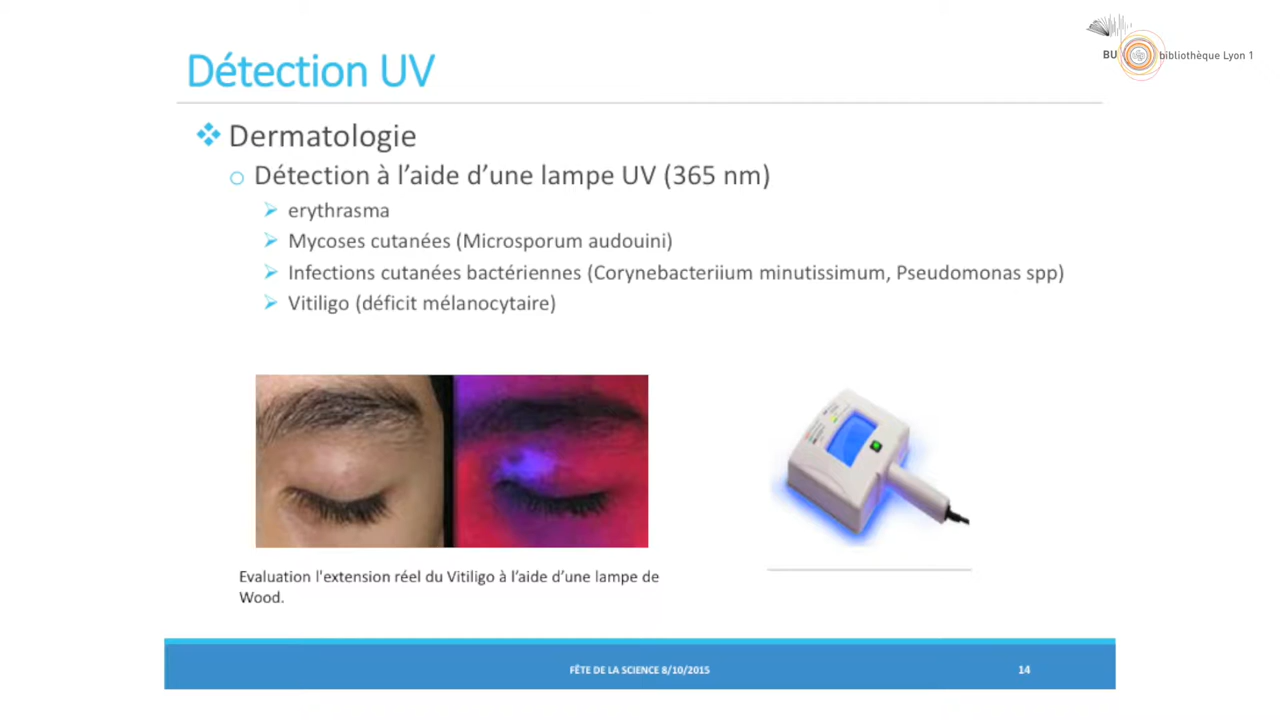 BU bibliothèque Lyon 1
Détection UV
Dermatologie
Détection à l'aide d'une lampe UV (365 nm)
erythrasma
Mycoses cutanées (Microsporum audouini)
Infections cutanées bactériennes (Corynebacteriium minutissimum, Pseudomonas spp)
Vitiligo (déficit mélanocytaire)
Evaluation l'extension réel du Vitiligo à l'aide d'une lampe de
Wood.
FÊTE DE LA SCIENCE 8/10/2015
14